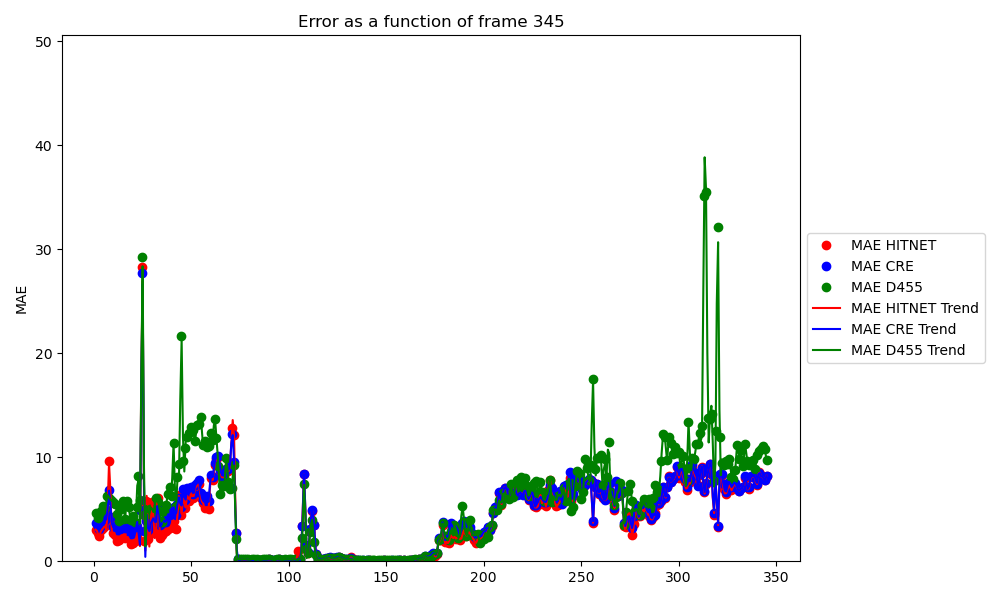 Error as a function of frame 345
MAE
50
40
30
20
10
0
0 50 100 150 200 250 300 350
MAE HITNET
MAE CRE
MAE D455
MAE HITNET Trend
MAE CRE Trend
MAE D455 Trend